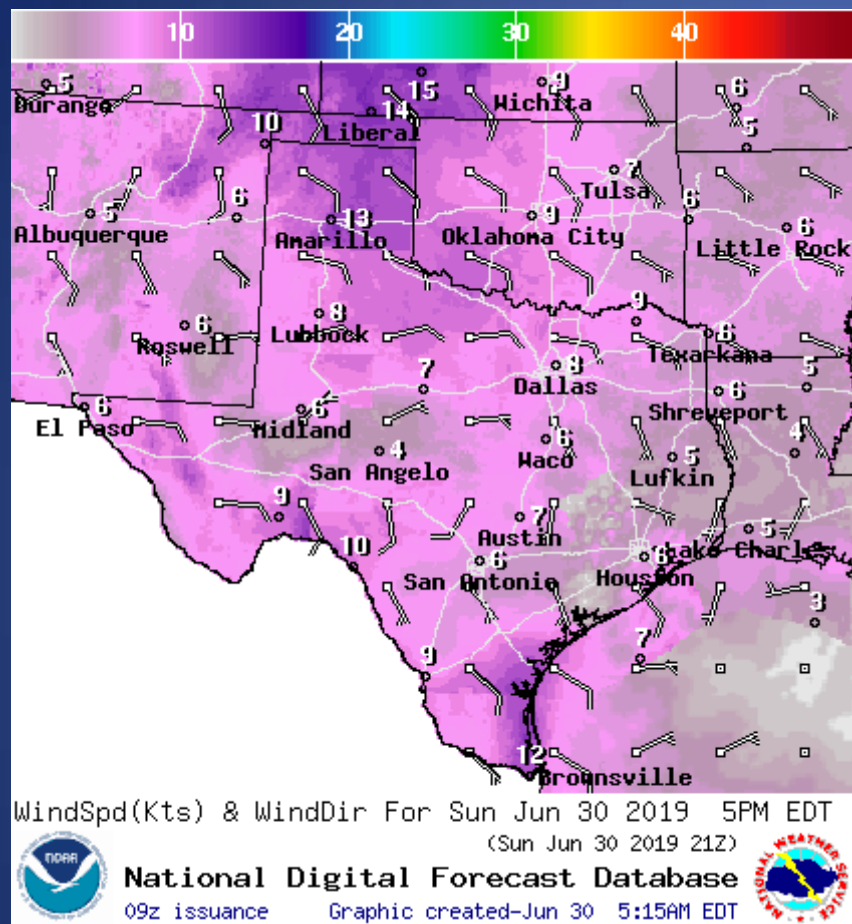 10 20 30 40
5 15 9 6
Durango 14 Wichita
10 Liberal 5
7
Tulsa
5 6 13 9 6 6
Albuquerque Amarillo Oklahoma City Little Rock
6 8 9 6
Roswell Lubbock Texarkana
7 8 5
Dallas
6 6 6
El Paso Midland Shreveport
4 6 5 4
San Angelo Waco Lufkin
9 7 5
Austin Lake Charles
10 6 6
San Antonio Houston
3
9 7
12
Brownsville
WindSpd(Kts) & WindDir For Sun Jun 30 2019 5PM EDT
(Sun Jun 30 2019 21Z)
NOAA
National Digital Forecast Database
09z issuance Graphic created-Jun 30 5:15AM EDT
NATIONAL WEATHER SERVICE